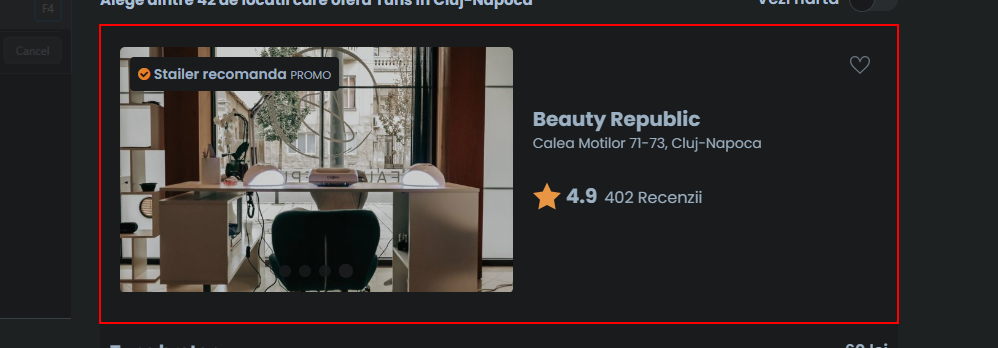 Alege dintre 42 de locatii care ofera Tuns in Cluj-Napoca
Vezi harta
F4
Cancel
Stailer recomanda PROMO
Beauty Republic
Calea Motilor 71-73, Cluj-Napoca
4.9 402 Recenzii
60 lei